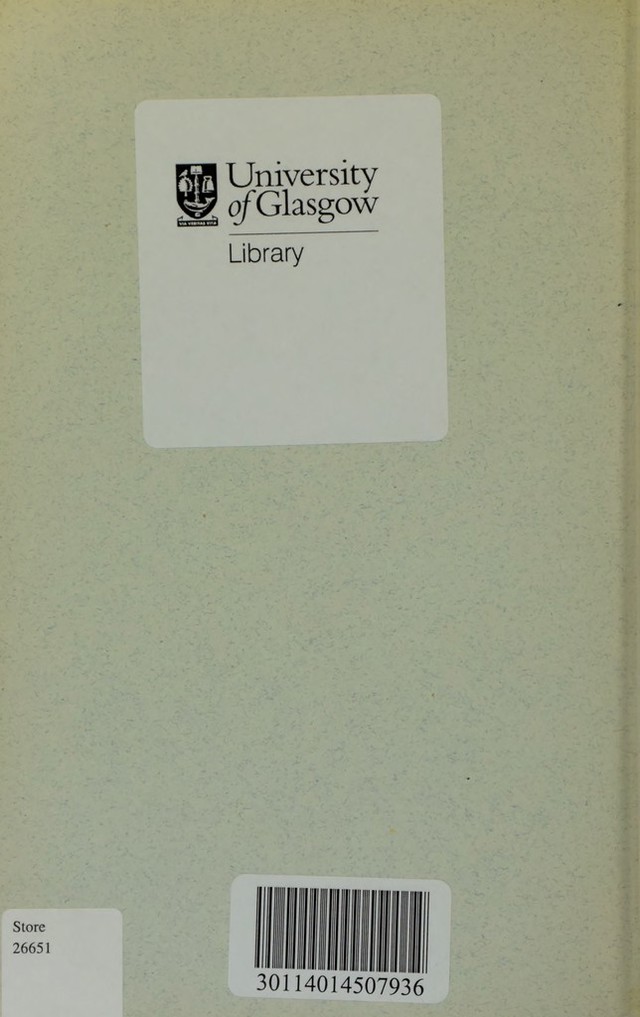 University
of Glasgow
Library
Store
26651
30114014507936